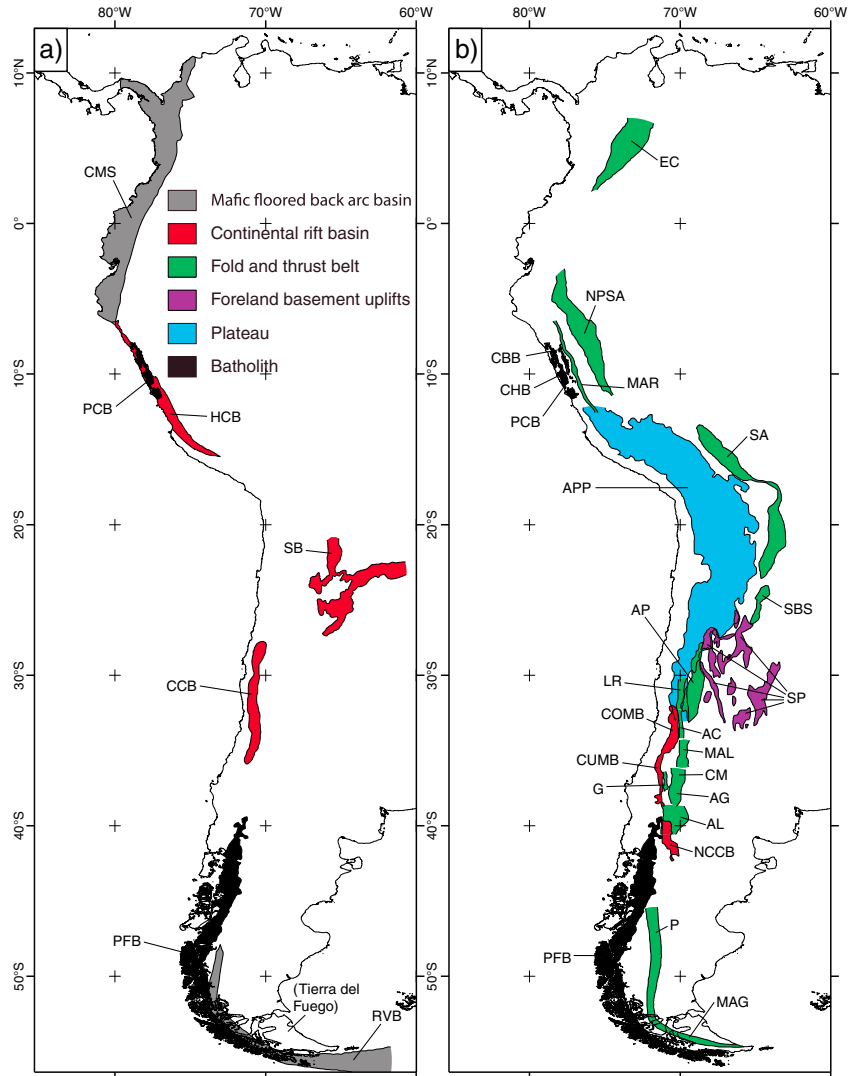 80°W 70°W 60°W 80°W 70°W 60°W
a) b)
10°N 10°N
EC
CMS
Mafic floored back arc basin
0° 0°
Continental rift basin
Fold and thrust belt
Foreland basement uplifts
NPSA
Plateau
CBB
10°S 10°S
Batholith
MAR
CHB
PCB
HCB
PCB
SA
APP
20°S 20°S
SB
AP
SBS
30°S 30°S
CCB
LR
SP
COMB
AC
MAL
CUMB
CM
G
AG
40°S 40°S
AL
NCCB
P
PFB
PFB
50°S 50°S
(Tierra del
Fuego)
MAG
RVB